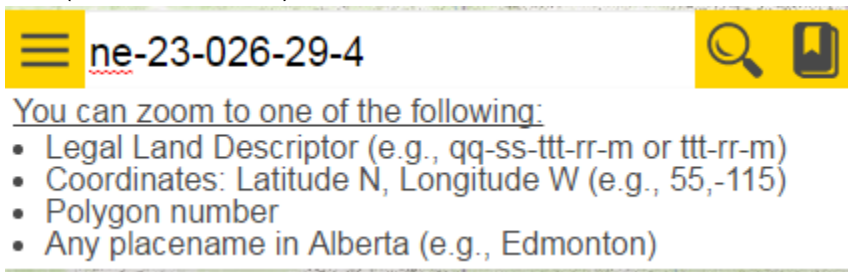 ne-23-026-29-4
You can zoom to one of the following:
• Legal Land Descriptor (e.g., qq-ss-ttt-rr-m or ttt-rr-m)
• Coordinates: Latitude N, Longitude W (e.g., 55,-115)
• Polygon number
• Any placename in Alberta (e.g., Edmonton)